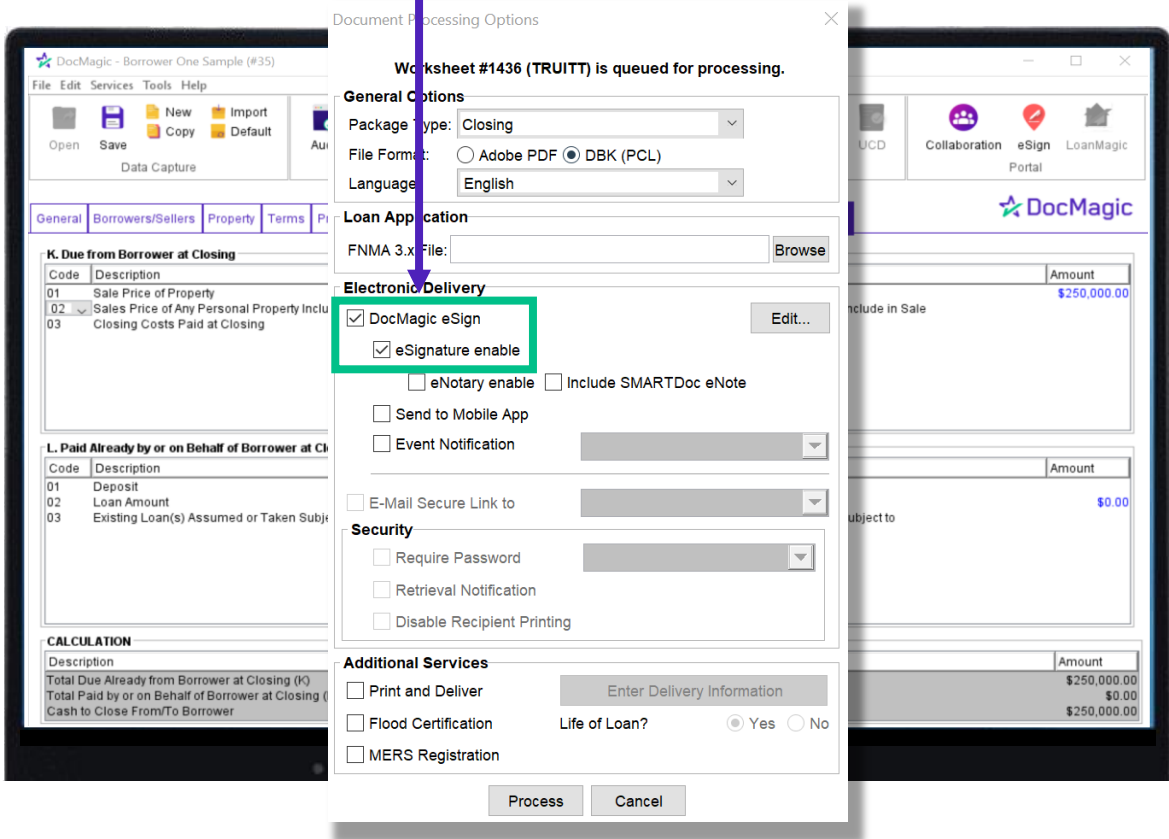 Document Processing Options
DocMagic - Borrower One Sample (#35)
File Edit Services Tools Help
Worksheet #1436 (TRUITT) is queued for processing.
Open
Save
New
Copy
Import
Default
Data Capture
UCD
Collaboration
eSign
LoanMagic
Portal
General Options
Package Type: Closing
File Format: Adobe PDF DBK (PCL)
Language English
General Borrowers/Sellers Property Terms
DocMagic
Loan Application
FNMA 3.x File: Browse
K. Due from Borrower at Closing
Code Description Amount
01 Sale Price of Property $250,000.00
02 Sales Price of Any Personal Property
nclude in Sale
03 Closing Costs Paid at Closing
Electronic Delivery
DocMagic eSign Edit...
eSignature enable
eNotary enable Include SMARTDoc eNote
Send to Mobile App
Event Notification
E-Mail Secure Link to
L. Paid Already by or on Behalf of Borrower at
Code Description Amount
01 Deposit
02 Loan Amount $0.00
03 Existing Loan(s) Assumed or Taken
ubject to
Security
Require Password
Retrieval Notification
Disable Recipient Printing
CALCULATION
Description Amount
Total Due Already from Borrower at Closing (K) $250,000.00
Total Paid by or on Behalf of Borrower at Closing $0.00
Cash to Close From/To Borrower $250,000.00
Additional Services
Print and Deliver Enter Delivery Information
Flood Certification Life of Loan? Yes No
MERS Registration
Process Cancel